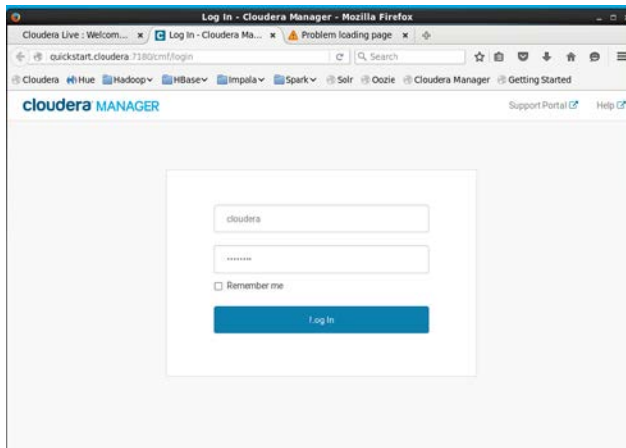 Log In - Cloudera Manager - Mozilla Firefox
Cloudera Live : Welcom... Log In - Cloudera Ma... Problem loading page
quickstart.cloudera:7180/cmf/login Search
Cloudera Hue Hadoop HBase Impala Spark Solr Oozie Cloudera Manager Getting Started
cloudera MANAGER Support Portal Help
cloudera
••••••••
Remember me
Log In